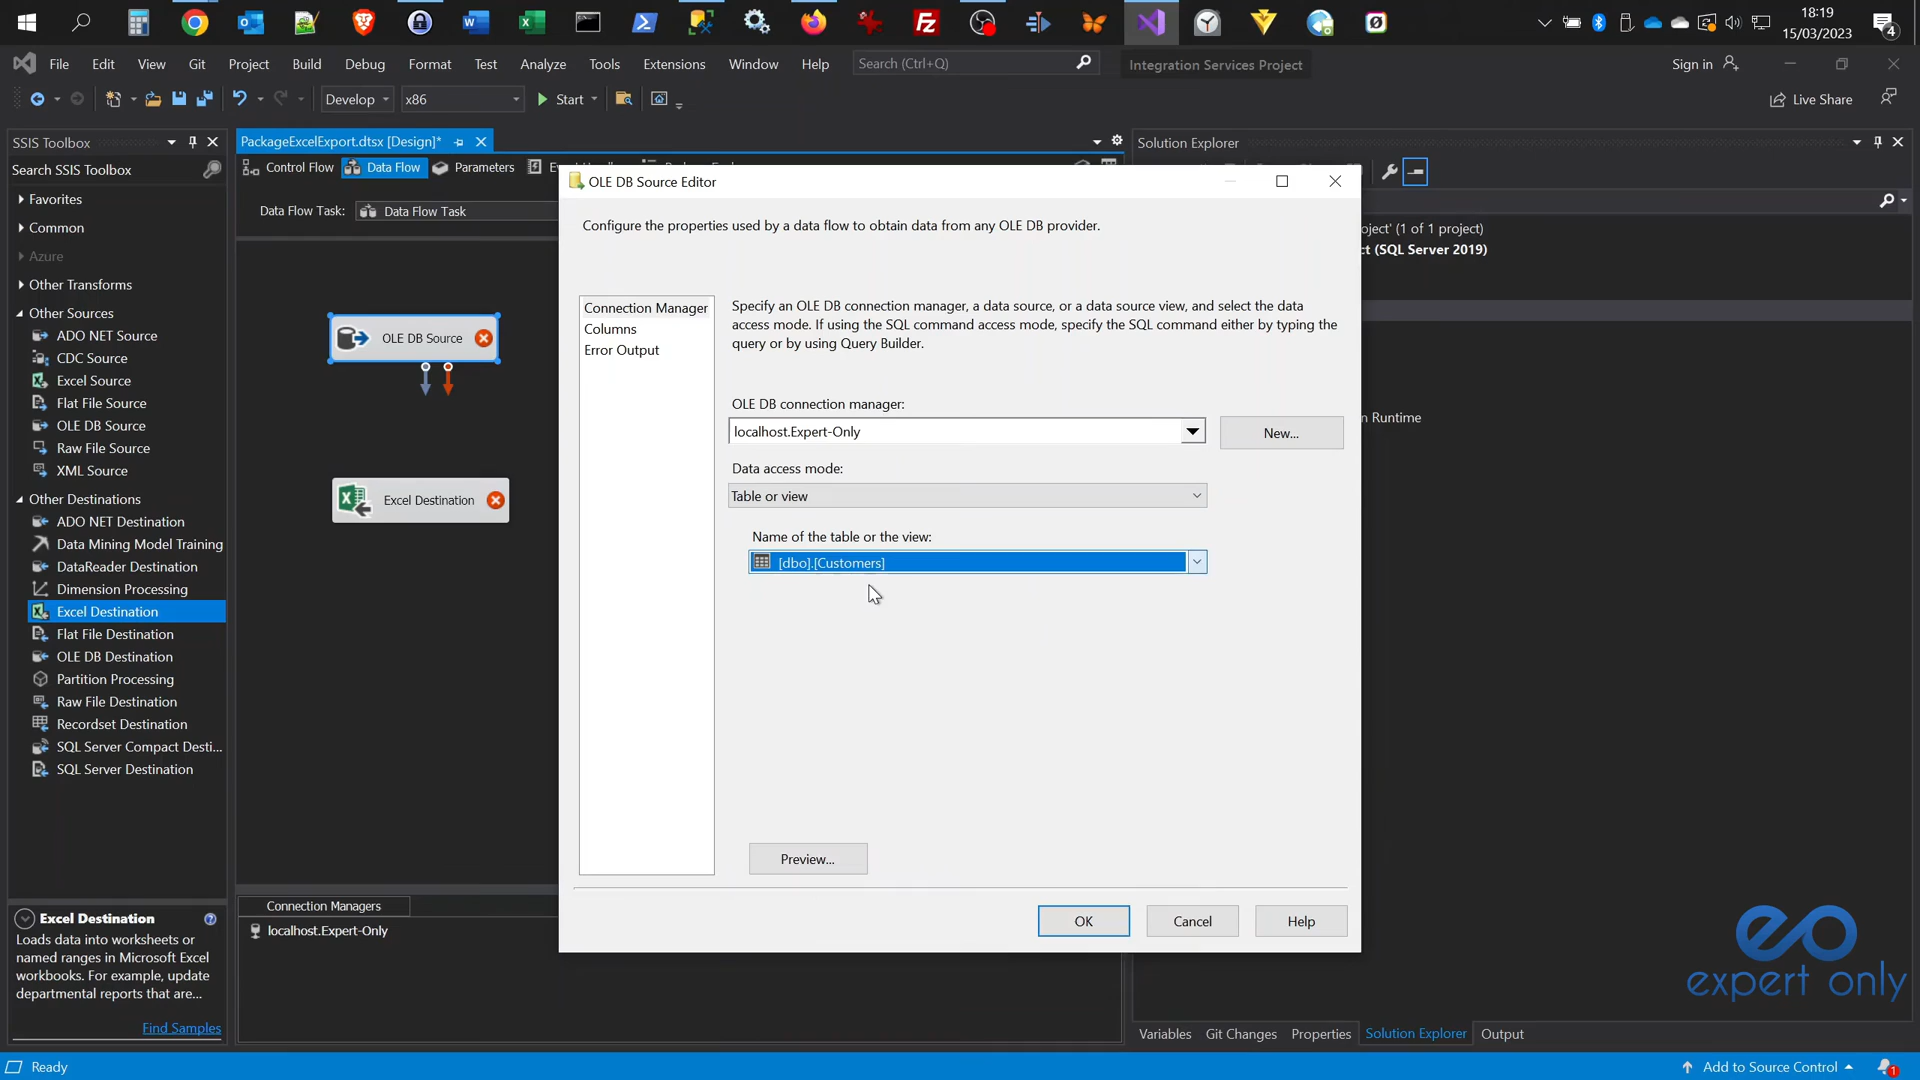 18:19
15/03/2023
4
File Edit View Git Project Build Debug Format Test Analyze Tools Extensions Window Help Search (Ctrl+Q) Integration Services Project Sign in
Develop x86 Start Live Share
SSIS Toolbox
Search SSIS Toolbox
Favorites
Common
Azure
Other Transforms
Other Sources
ADO NET Source
CDC Source
Excel Source
Flat File Source
OLE DB Source
Raw File Source
XML Source
Other Destinations
ADO NET Destination
Data Mining Model Training
DataReader Destination
Dimension Processing
Excel Destination
Flat File Destination
OLE DB Destination
Partition Processing
Raw File Destination
Recordset Destination
SQL Server Compact Desti...
SQL Server Destination
Excel Destination
Loads data into worksheets or
named ranges in Microsoft Excel
workbooks. For example, update
departmental reports that are...
Find Samples
PackageExcelExport.dtsx [Design]*
Control Flow Data Flow Parameters
Data Flow Task: Data Flow Task
OLE DB Source
Excel Destination
Connection Managers
localhost.Expert-Only
OLE DB Source Editor
Configure the properties used by a data flow to obtain data from any OLE DB provider.
Connection Manager
Columns
Error Output
Specify an OLE DB connection manager, a data source, or a data source view, and select the data
access mode. If using the SQL command access mode, specify the SQL command either by typing the
query or by using Query Builder.
OLE DB connection manager:
localhost.Expert-Only New...
Data access mode:
Table or view
Name of the table or the view:
[dbo].[Customers]
Preview...
OK Cancel Help
Solution Explorer
oject' (1 of 1 project)
ct (SQL Server 2019)
n Runtime
expert only
Variables Git Changes Properties Solution Explorer Output
Ready Add to Source Control 1